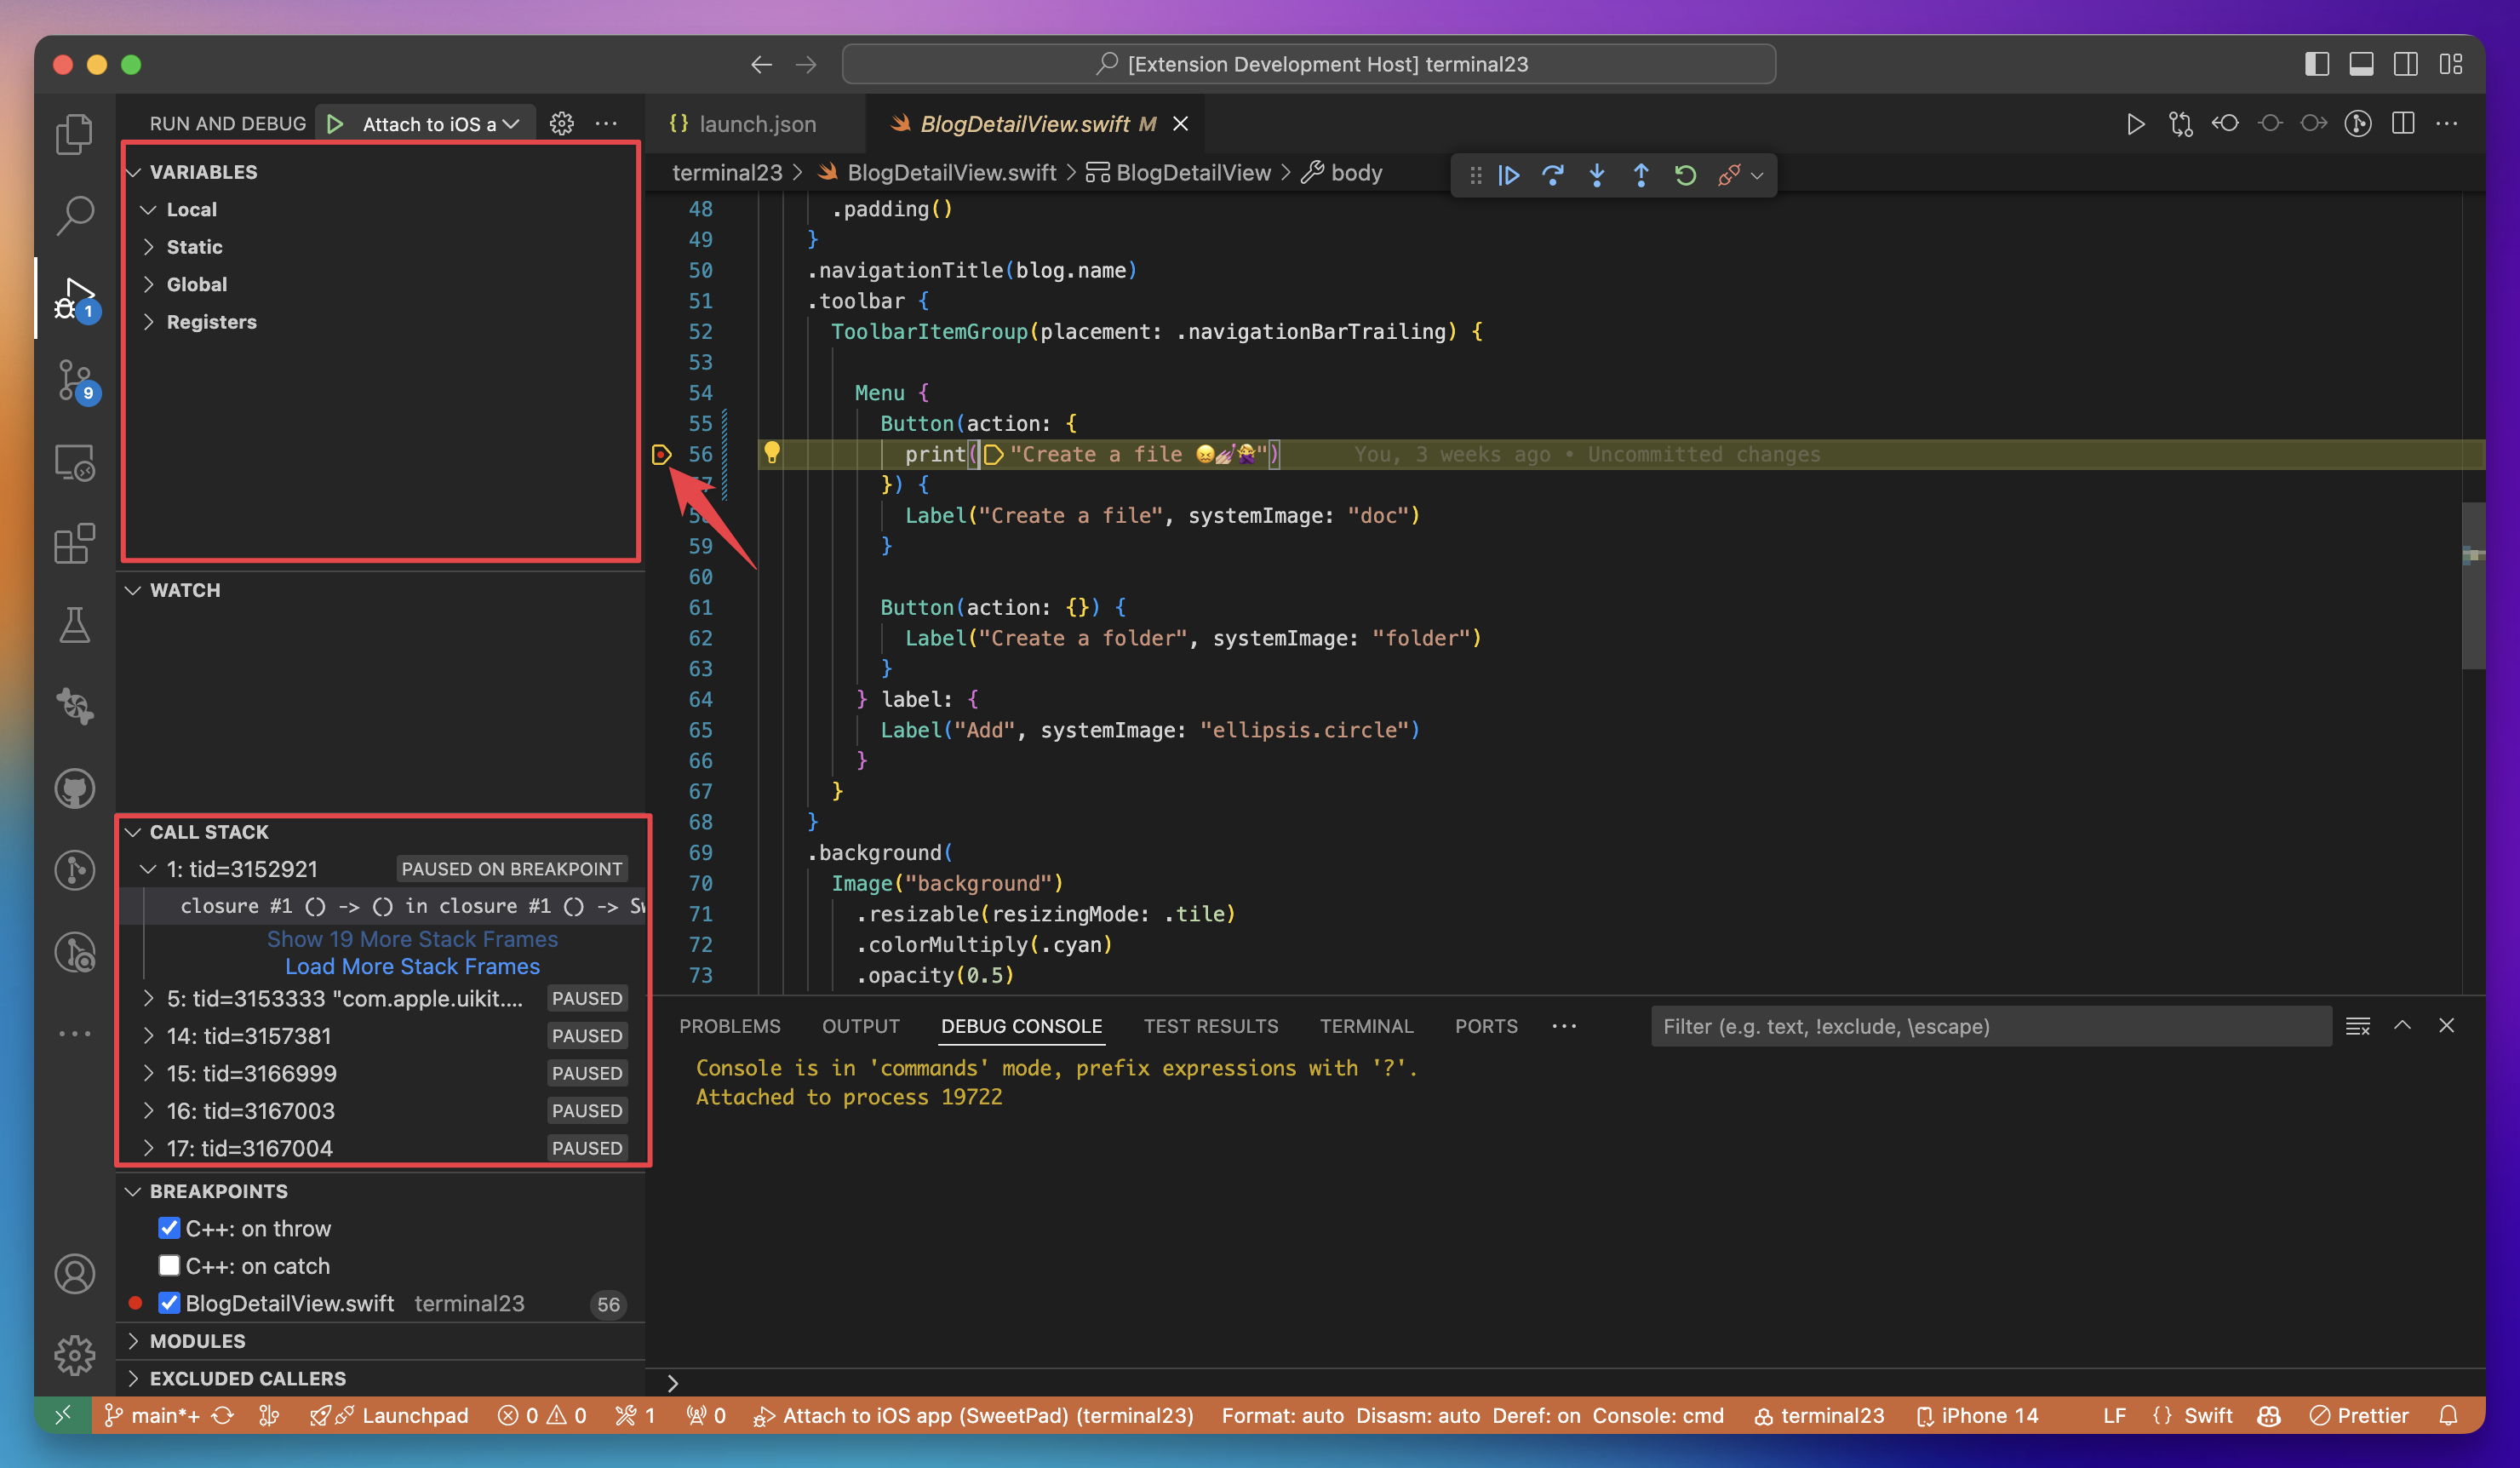 [Extension Development Host] terminal23
RUN AND DEBUG
Attach to iOS a
launch.json
BlogDetailView.swift M
VARIABLES
Local
Static
Global
Registers
1
9
WATCH
CALL STACK
1: tid=3152921 PAUSED ON BREAKPOINT
closure #1 () -> () in closure #1 () -> Sw
Show 19 More Stack Frames
Load More Stack Frames
5: tid=3153333 "com.apple.uikit.... PAUSED
14: tid=3157381 PAUSED
15: tid=3166999 PAUSED
16: tid=3167003 PAUSED
17: tid=3167004 PAUSED
BREAKPOINTS
C++: on throw
C++: on catch
BlogDetailView.swift terminal23 56
MODULES
EXCLUDED CALLERS
terminal23 > BlogDetailView.swift > BlogDetailView > body
48 .padding()
49 }
50 .navigationTitle(blog.name)
51 .toolbar {
52 ToolbarItemGroup(placement: .navigationBarTrailing) {
53
54 Menu {
55 Button(action: {
56 print("Create a file 😖💅🏻🙅‍♀️") You, 3 weeks ago • Uncommitted changes
}) {
Label("Create a file", systemImage: "doc")
59 }
60
61 Button(action: {}) {
62 Label("Create a folder", systemImage: "folder")
63 }
64 } label: {
65 Label("Add", systemImage: "ellipsis.circle")
66 }
67 }
68 }
69 .background(
70 Image("background")
71 .resizable(resizingMode: .tile)
72 .colorMultiply(.cyan)
73 .opacity(0.5)
PROBLEMS OUTPUT DEBUG CONSOLE TEST RESULTS TERMINAL PORTS
Filter (e.g. text, !exclude, \escape)
Console is in 'commands' mode, prefix expressions with '?'.
Attached to process 19722
main*+ Launchpad 0 0 1 0 Attach to iOS app (SweetPad) (terminal23) Format: auto Disasm: auto Deref: on Console: cmd terminal23 iPhone 14 LF {} Swift Prettier